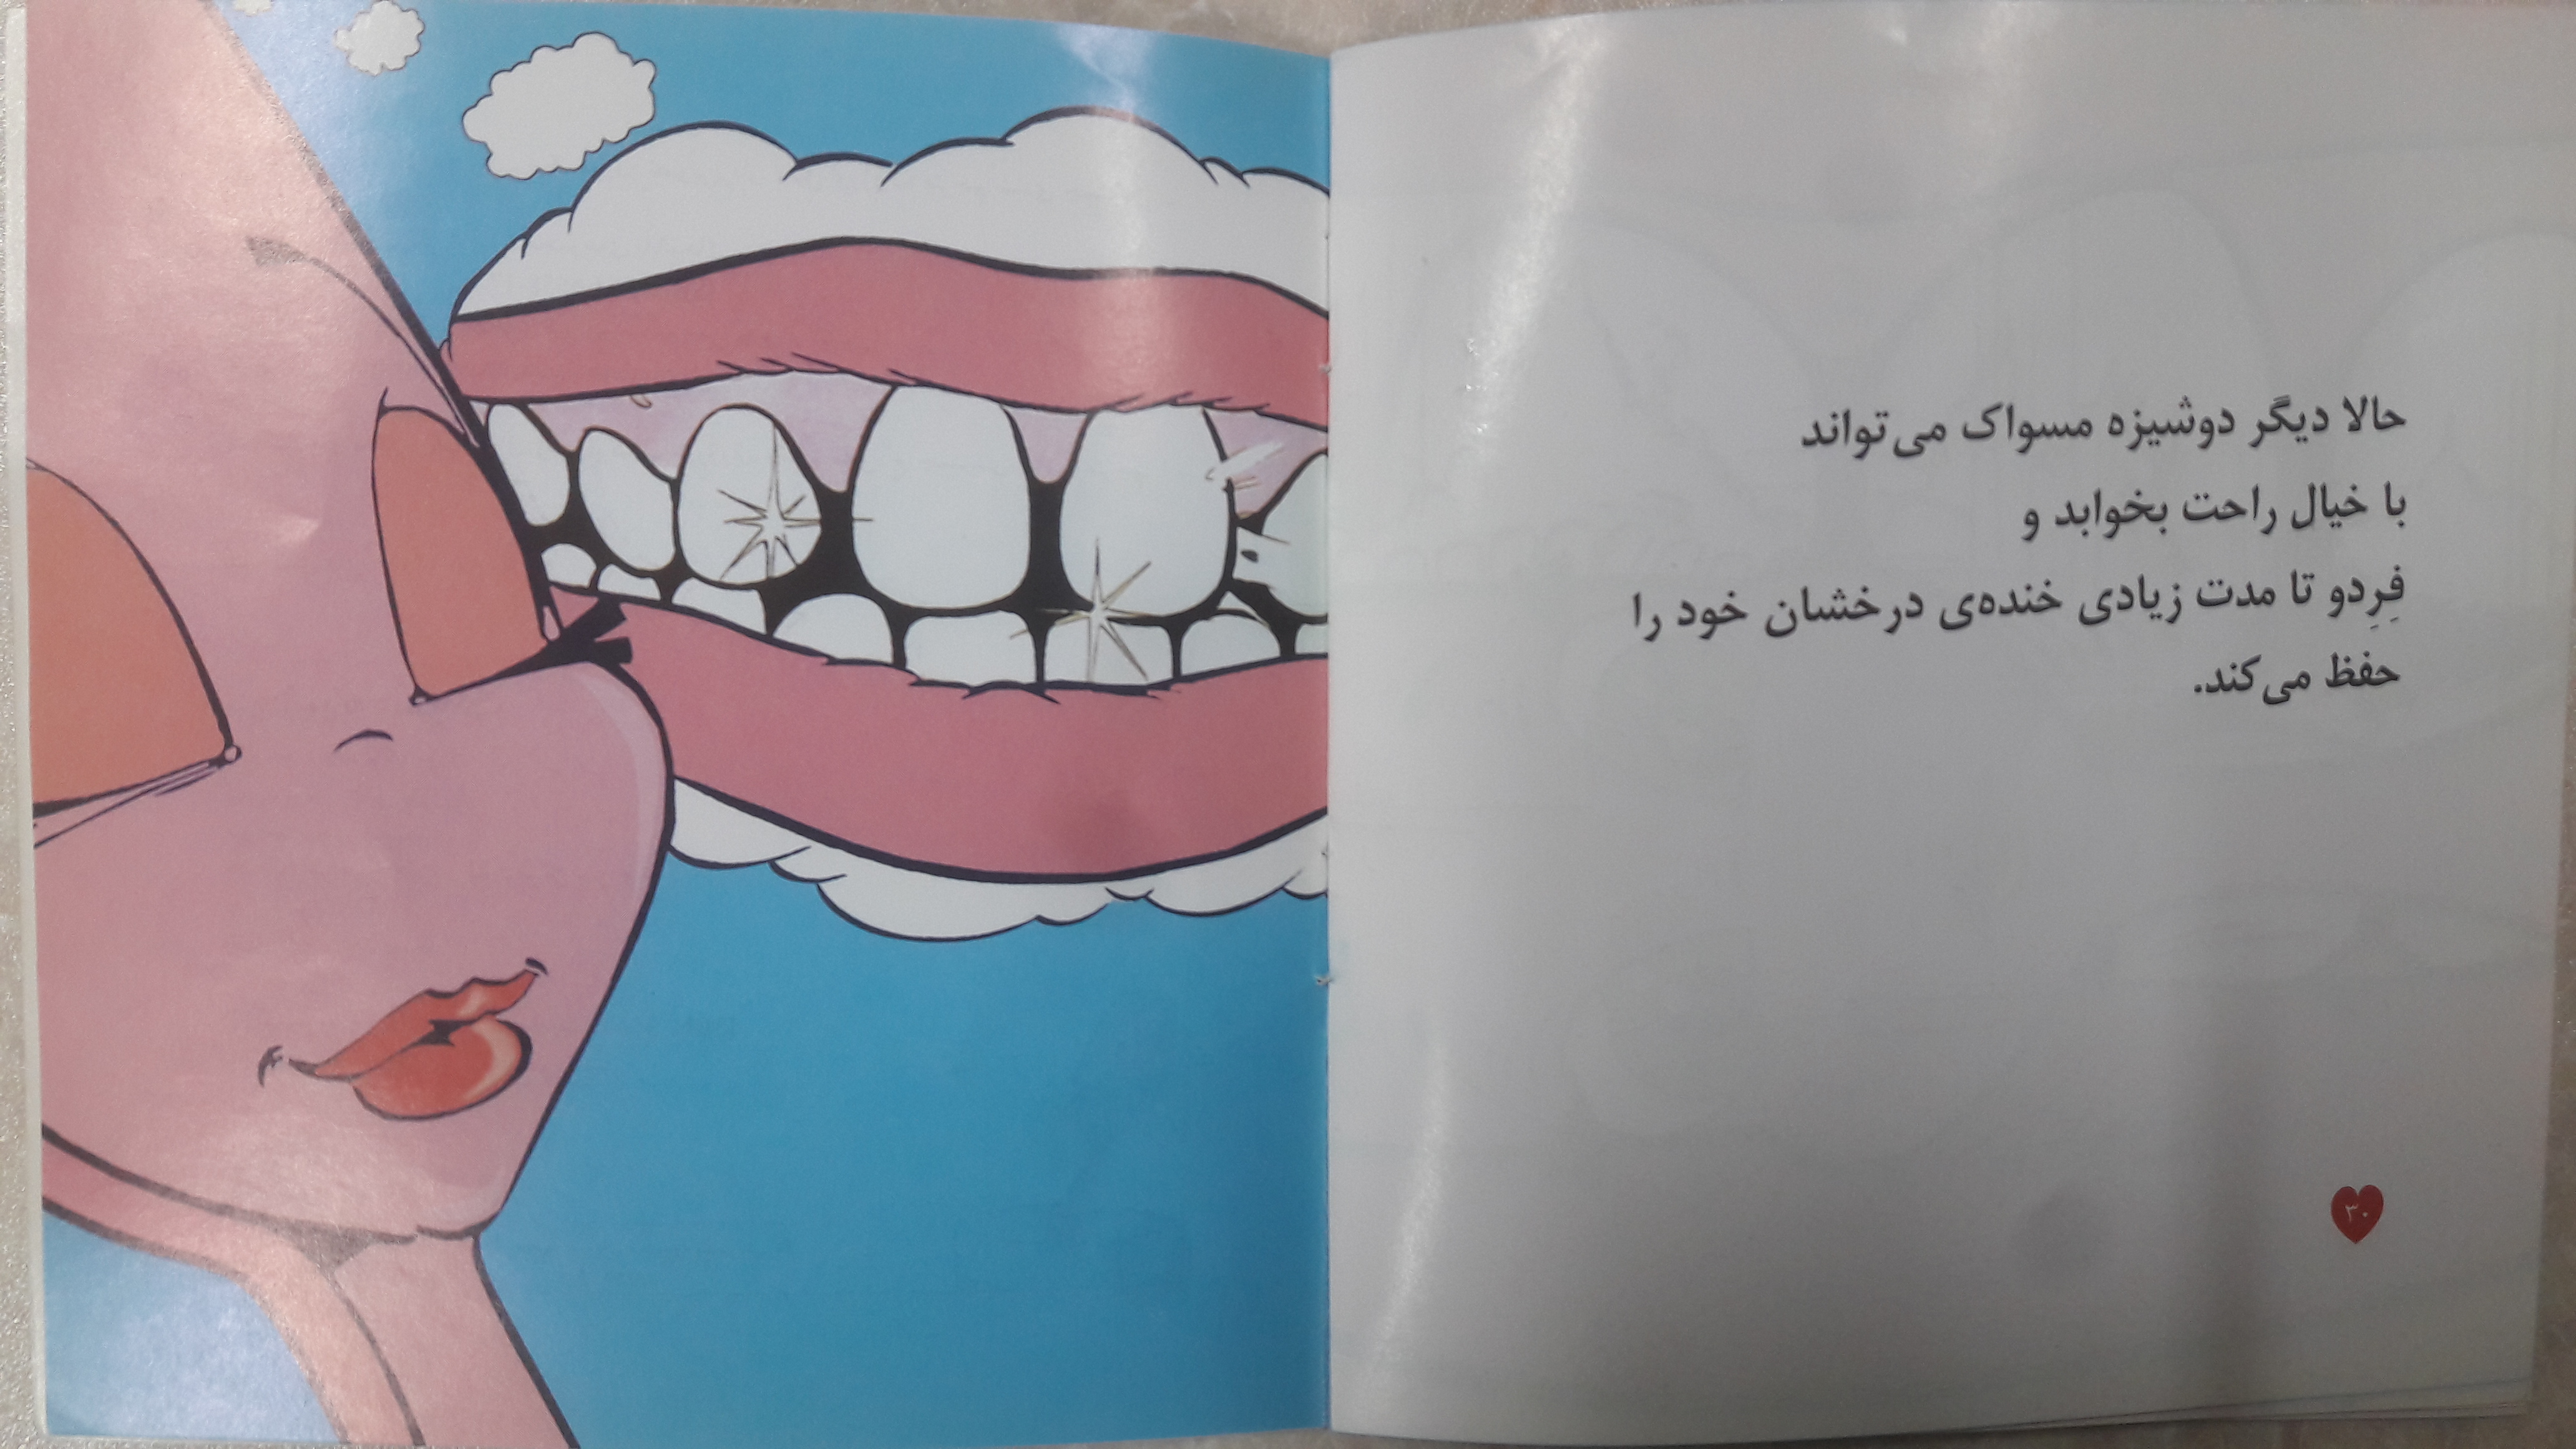 حالا دیگر دوشیزه مسواک می‌تواند
با خیال راحت بخوابد و
فِرِدو تا مدت زیادی خنده‌ی درخشان خود را
حفظ می‌کند.
۳۰